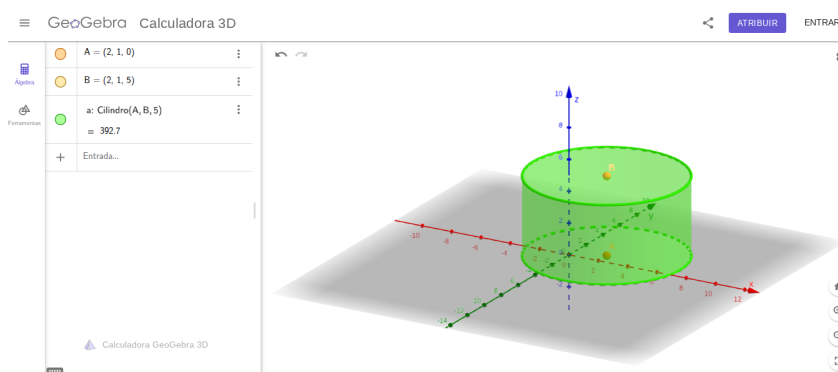 GeoGebra Calculadora 3D
ATRIBUIR
ENTRAR
Álgebra
Ferramentas
A = (2, 1, 0)
B = (2, 1, 5)
a: Cilindro(A, B, 5)
= 392.7
Entrada...
Calculadora GeoGebra 3D
10
z
8
6
4
2
-2
B
y
-10
-8
-6
-4
-2
0
2
4
6
8
10
12
x
-14
-12